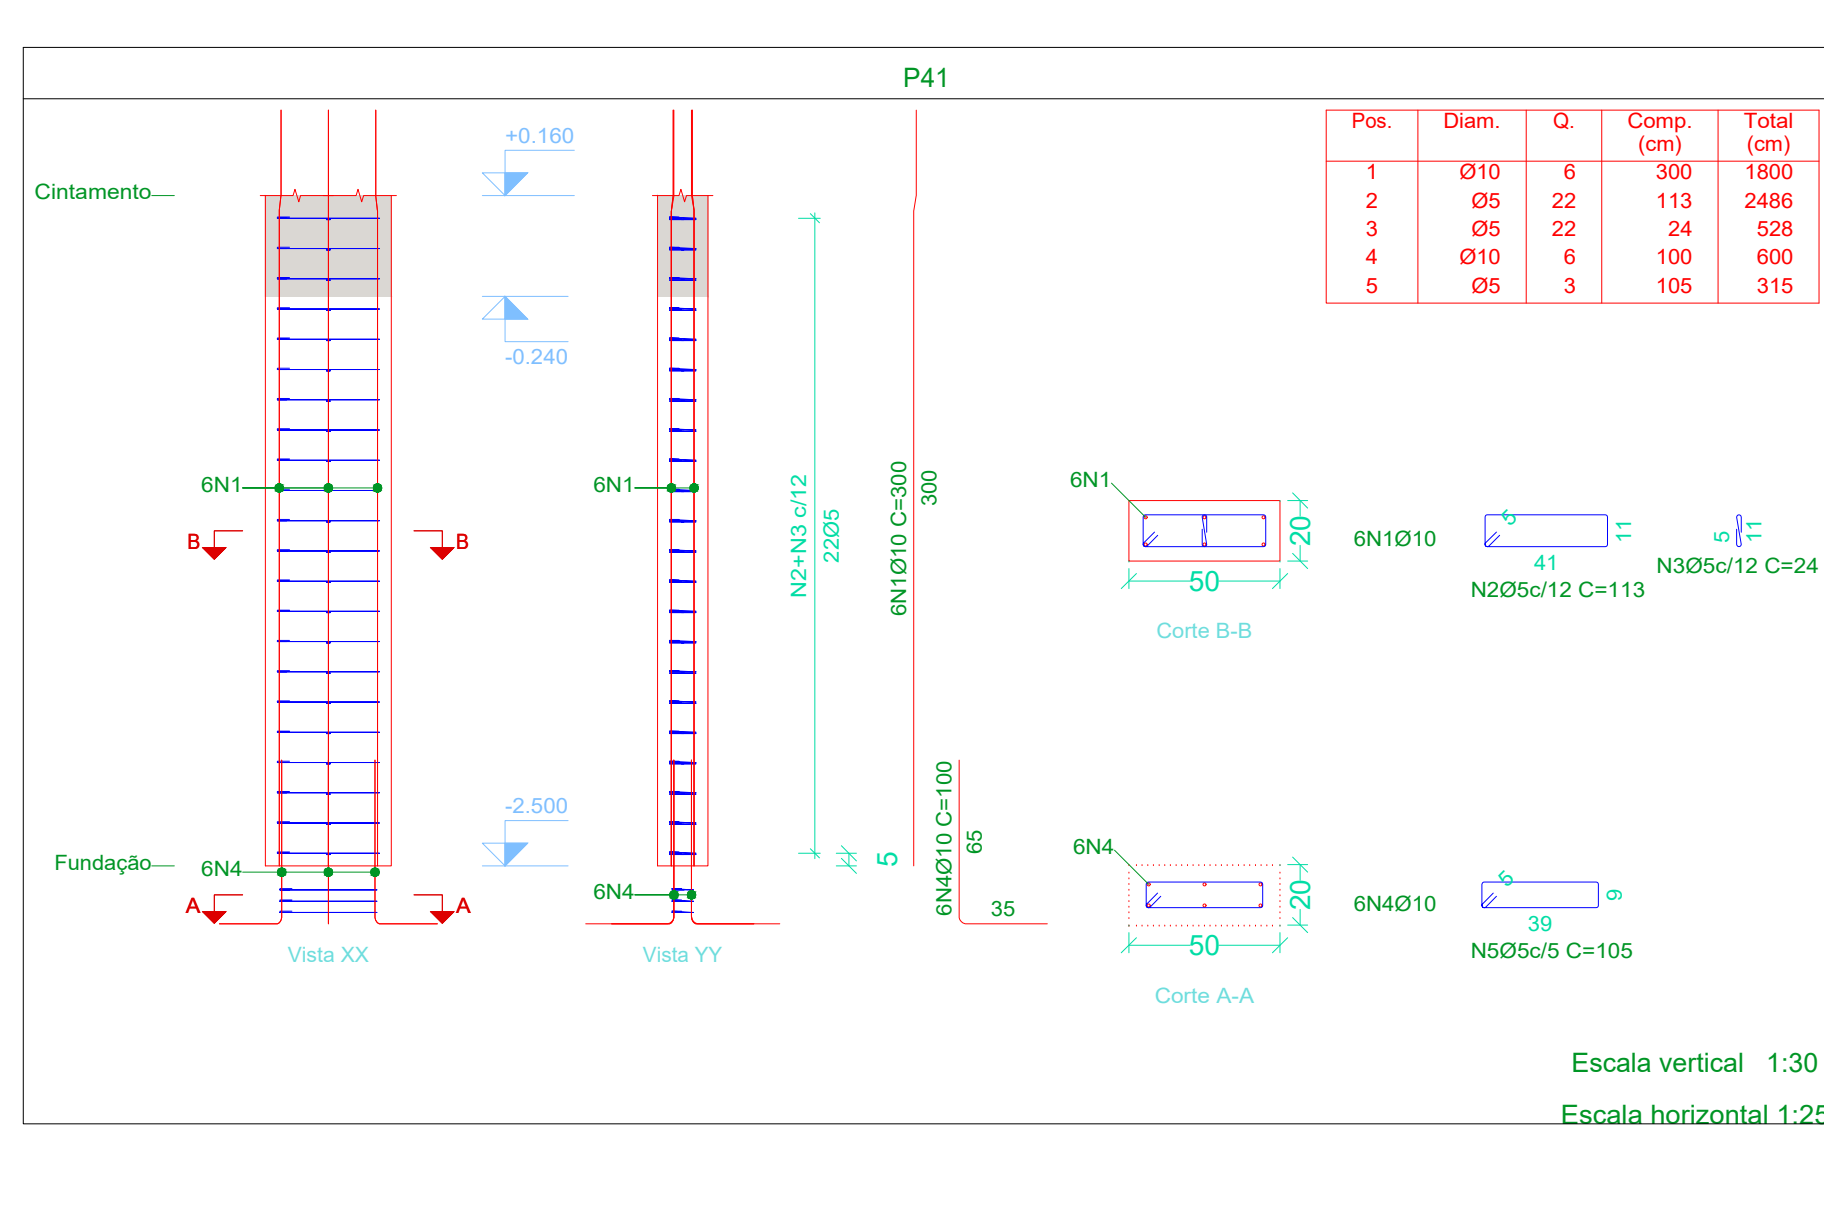 P41
Pos. Diam. Q. Comp. (cm) Total (cm)
1 Ø10 6 300 1800
2 Ø5 22 113 2486
3 Ø5 22 24 528
4 Ø10 6 100 600
5 Ø5 3 105 315
Cintamento
+0.160
-0.240
6N1
6N1
B B
N2+N3 c/12
22Ø5
6N1Ø10 C=300
300
6N1
20
50
Corte B-B
6N1Ø10
5
11
41
N2Ø5c/12 C=113
5
11
N3Ø5c/12 C=24
-2.500
Fundação
6N4
6N4
A A
Vista XX
Vista YY
5
6N4Ø10 C=100
65
35
6N4
20
50
Corte A-A
6N4Ø10
5
9
39
N5Ø5c/5 C=105
Escala vertical 1:30
Escala horizontal 1:25